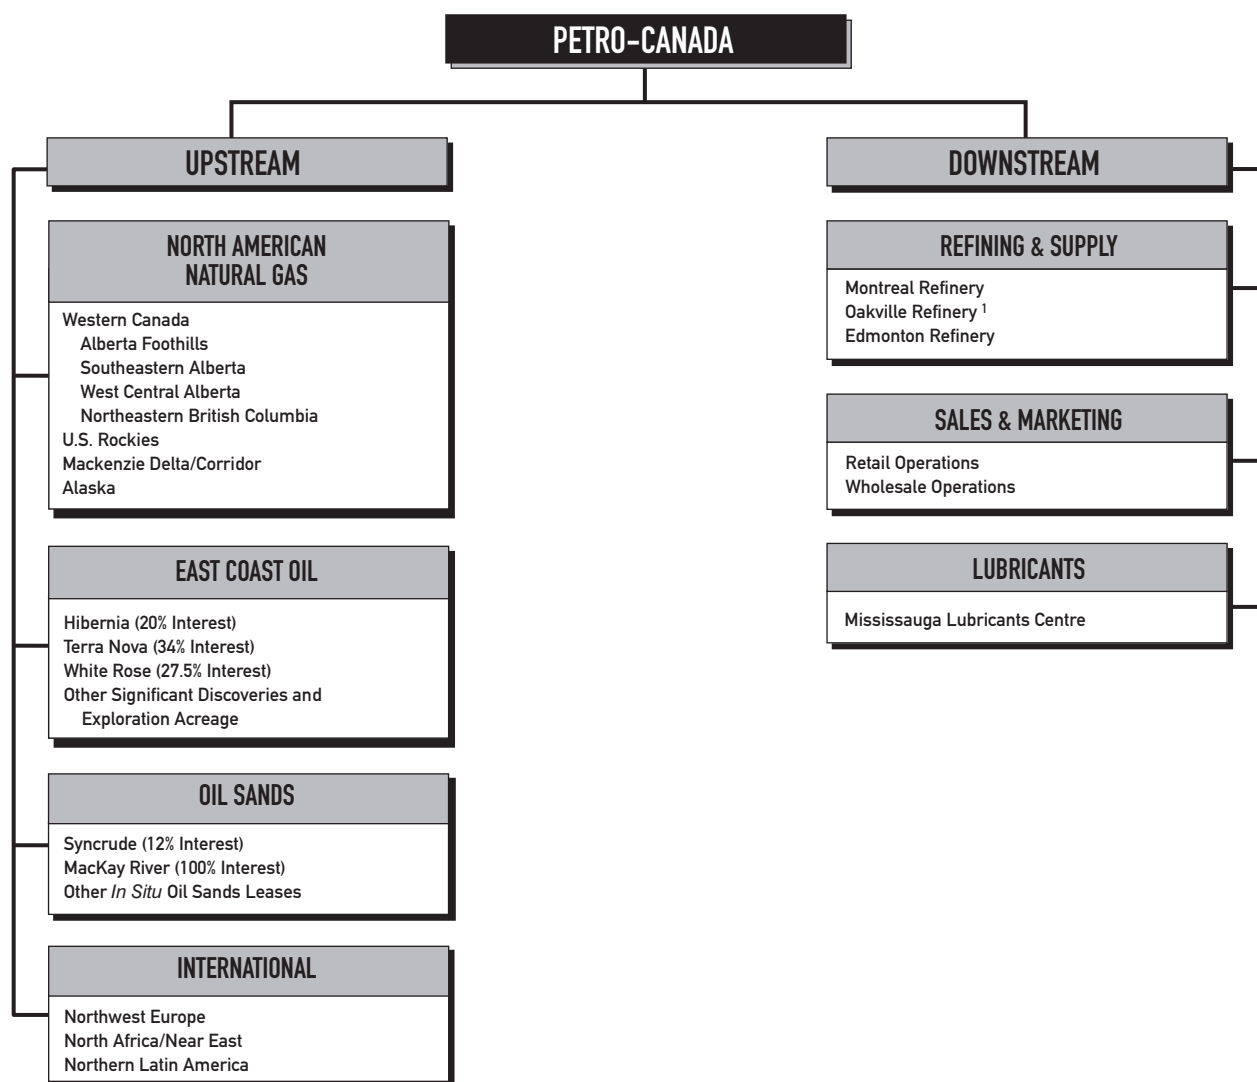 PETRO-CANADA
UPSTREAM
NORTH AMERICAN
NATURAL GAS
Western Canada
Alberta Foothills
Southeastern Alberta
West Central Alberta
Northeastern British Columbia
U.S. Rockies
Mackenzie Delta/Corridor
Alaska
EAST COAST OIL
Hibernia (20% Interest)
Terra Nova (34% Interest)
White Rose (27.5% Interest)
Other Significant Discoveries and
Exploration Acreage
OIL SANDS
Syncrude (12% Interest)
MacKay River (100% Interest)
Other In Situ Oil Sands Leases
INTERNATIONAL
Northwest Europe
North Africa/Near East
Northern Latin America
DOWNSTREAM
REFINING & SUPPLY
Montreal Refinery
Oakville Refinery 1
Edmonton Refinery
SALES & MARKETING
Retail Operations
Wholesale Operations
LUBRICANTS
Mississauga Lubricants Centre